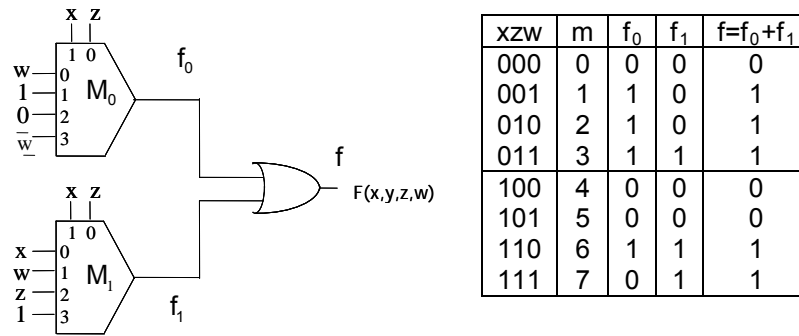 x z
1 0
f₀
w 0
1 1 M₀
0 2
w̅ 3
f
F(x,y,z,w)
x z
1 0
x 0
w 1 M₁
z 2
1 3
f₁
xzw m f₀ f₁ f=f₀+f₁
000 0 0 0 0
001 1 1 0 1
010 2 1 0 1
011 3 1 1 1
100 4 0 0 0
101 5 0 0 0
110 6 1 1 1
111 7 0 1 1